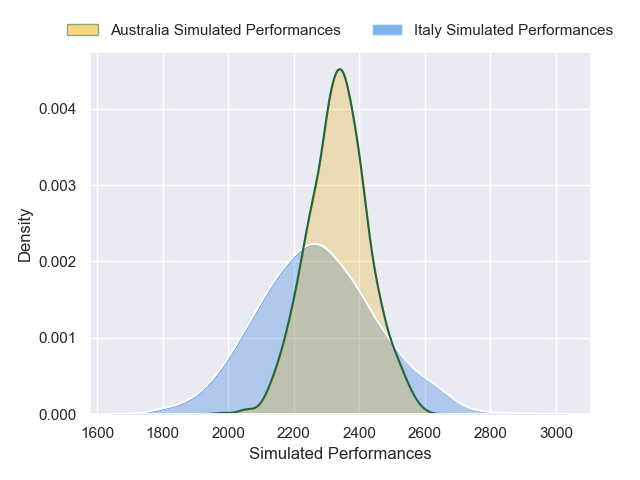 Australia Simulated Performances Italy Simulated Performances
0.004
0.003
0.002
0.001
0.000
Density
1600 1800 2000 2200 2400 2600 2800 3000
Simulated Performances